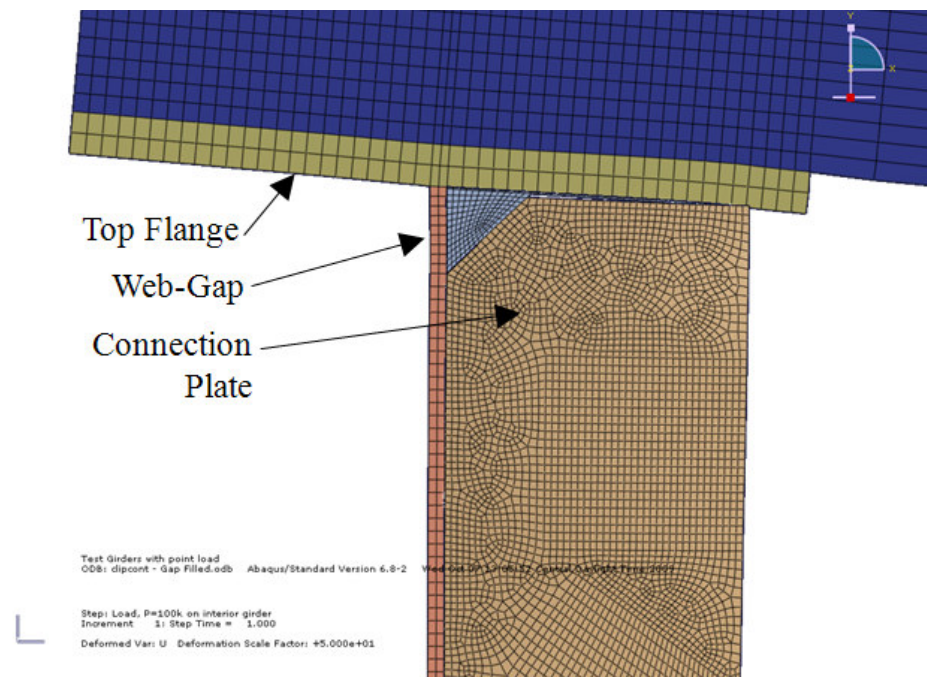 Y
X
Top Flange
Web-Gap
Connection
Plate
Test Girders with point load
ODB: clipcont - Gap Filled.odb Abaqus/Standard Version 6.8-2 Wed Oct
Step: Load, P=100k on interior girder
Increment 1: Step Time = 1.000
Deformed Var: U Deformation Scale Factor: +5.000e+01